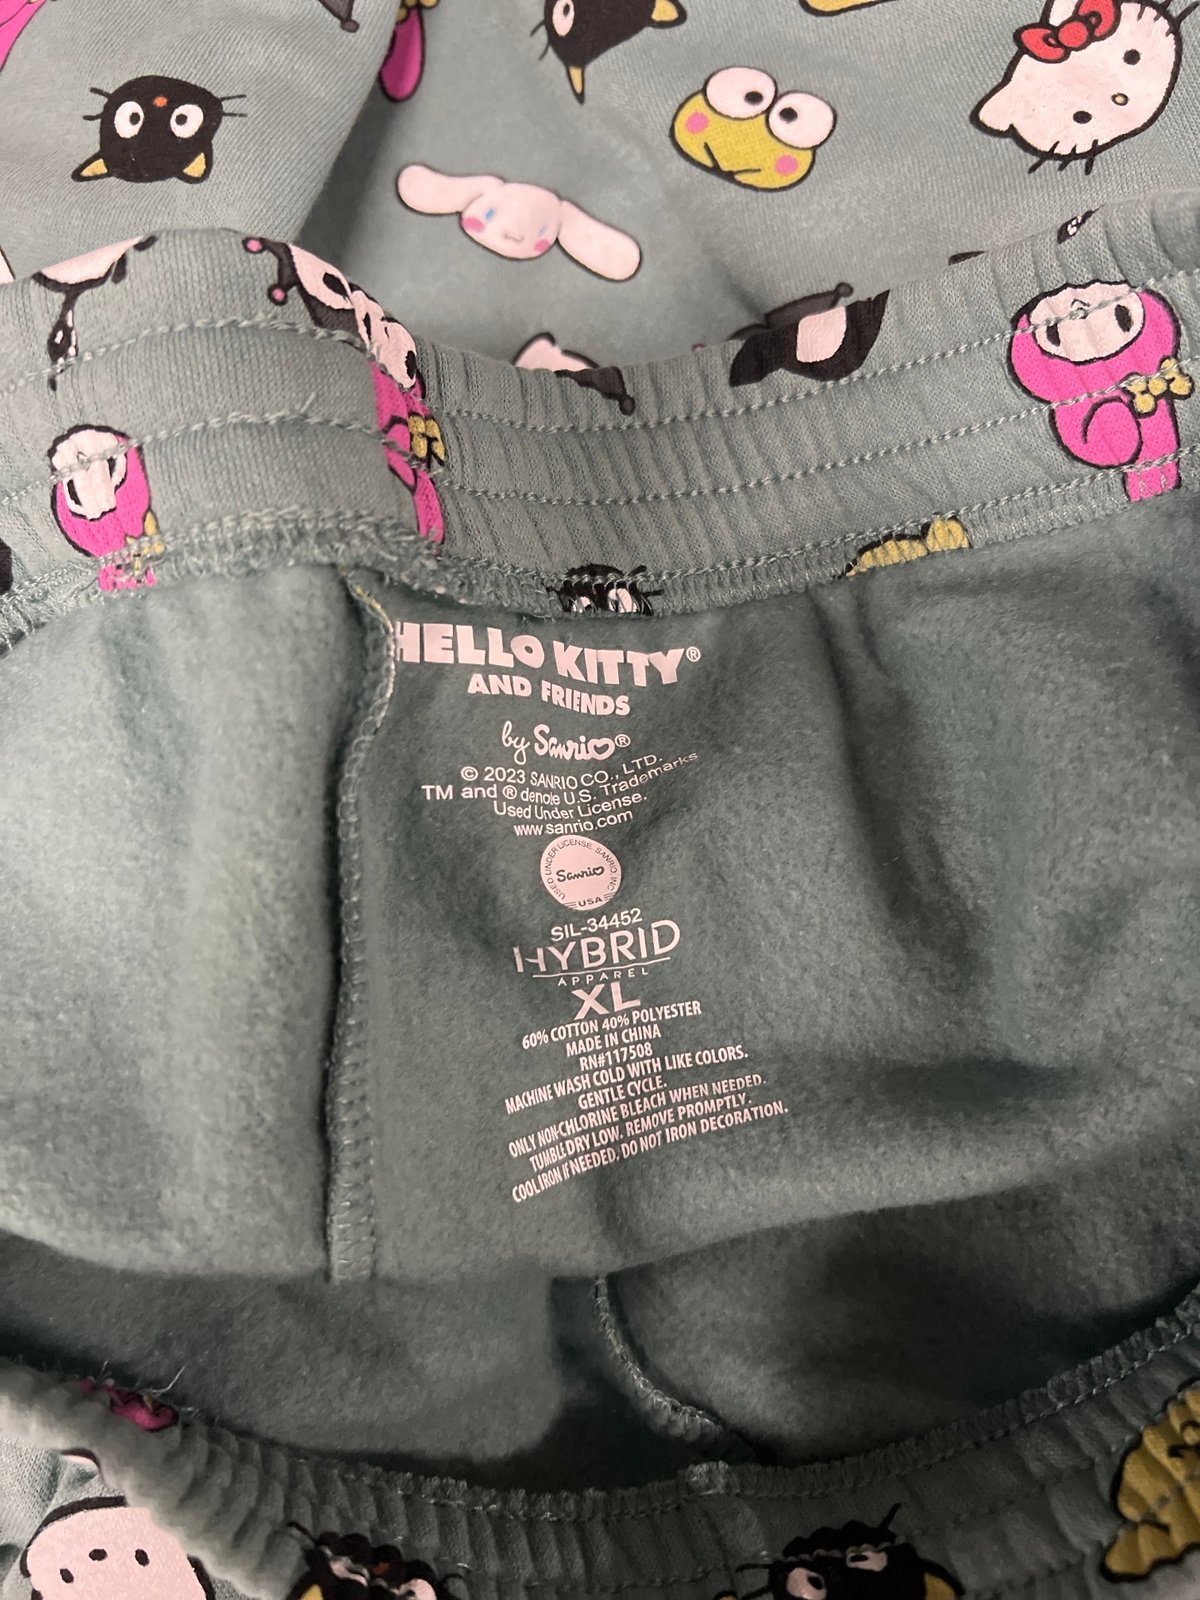 HELLO KITTY®
AND FRIENDS
by Sanrio®
© 2023 SANRIO CO., LTD.
TM and ® denote U.S. Trademarks
Used Under License.
www.sanrio.com
USED UNDER LICENSE. SANRIO, INC.
Sanrio
USA
SIL-34452
HYBRID
APPAREL
XL
60% COTTON 40% POLYESTER
MADE IN CHINA
RN#117508
MACHINE WASH COLD WITH LIKE COLORS.
GENTLE CYCLE.
ONLY NON-CHLORINE BLEACH WHEN NEEDED.
TUMBLE DRY LOW. REMOVE PROMPTLY.
COOL IRON IF NEEDED, DO NOT IRON DECORATION.